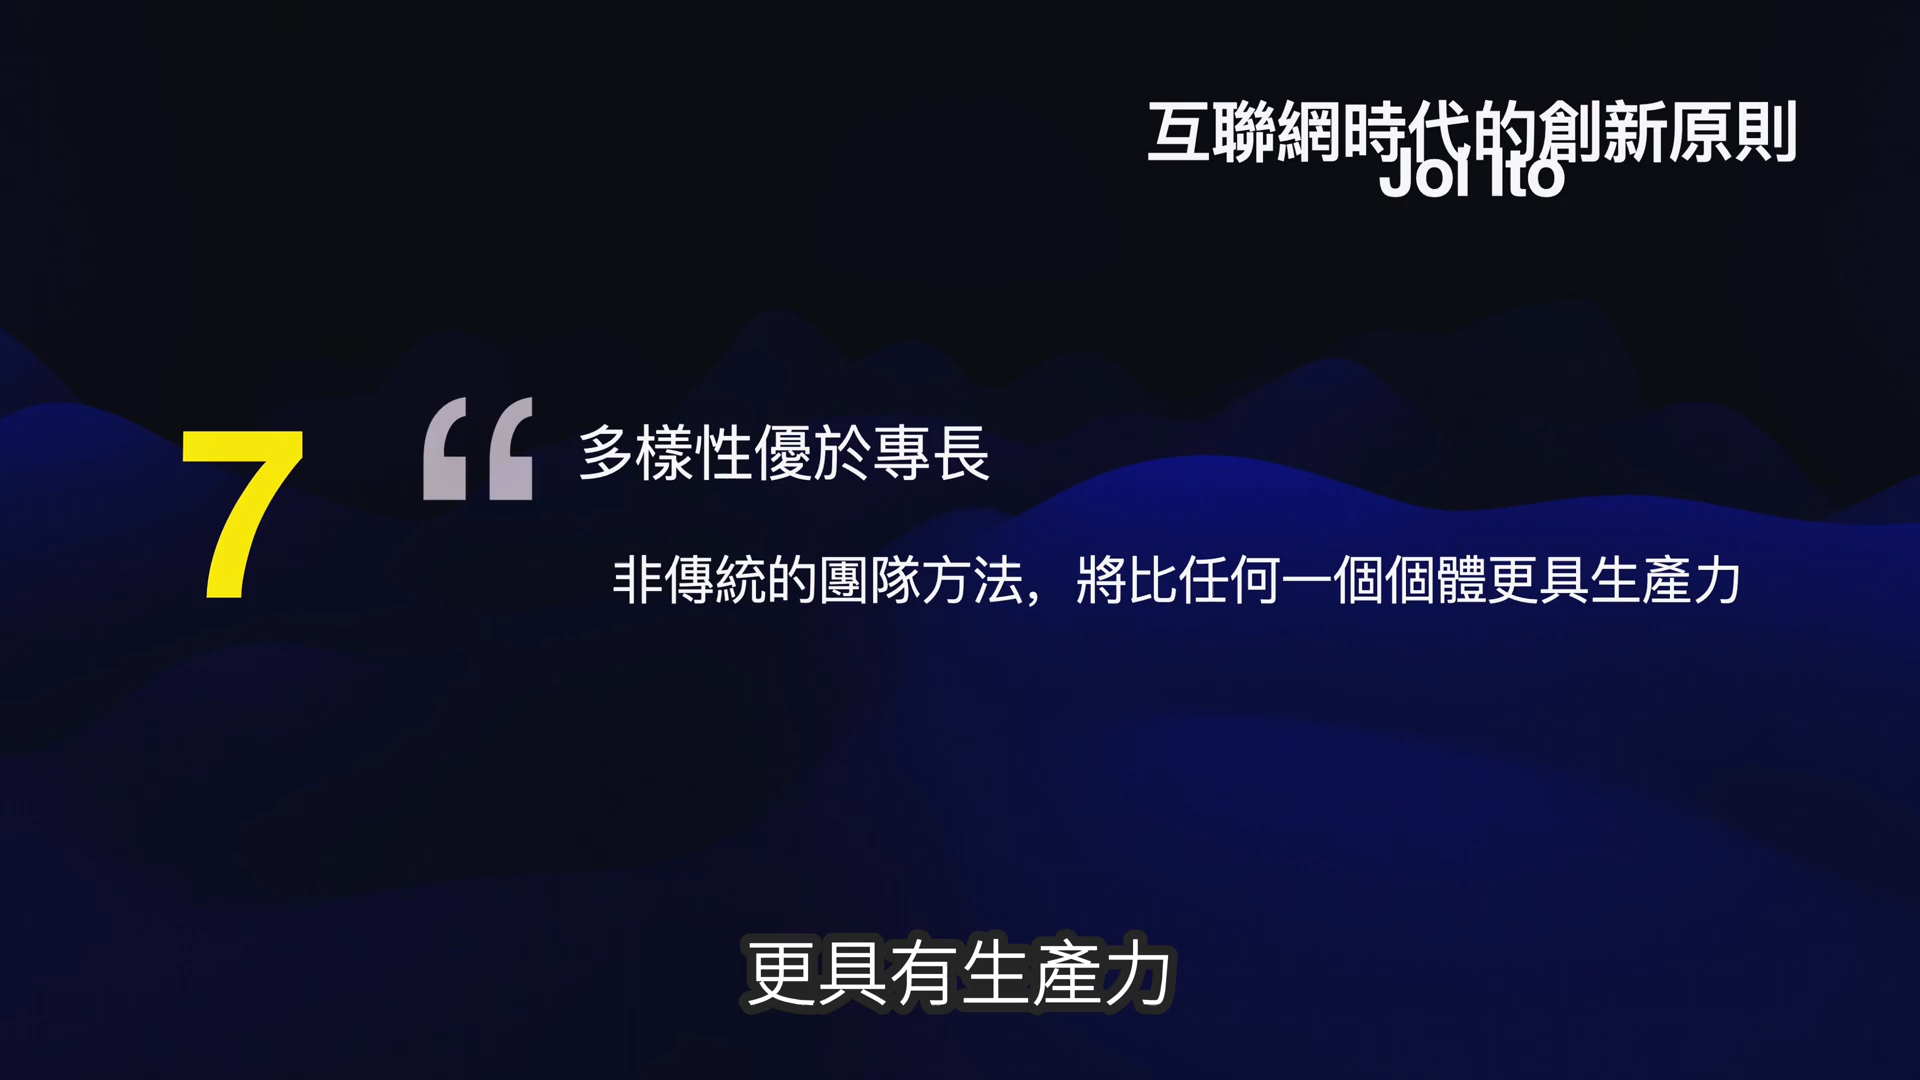 互聯網時代的創新原則
Joi Ito
7
“
多樣性優於專長
非傳統的團隊方法，將比任何一個個體更具生產力
更具有生產力